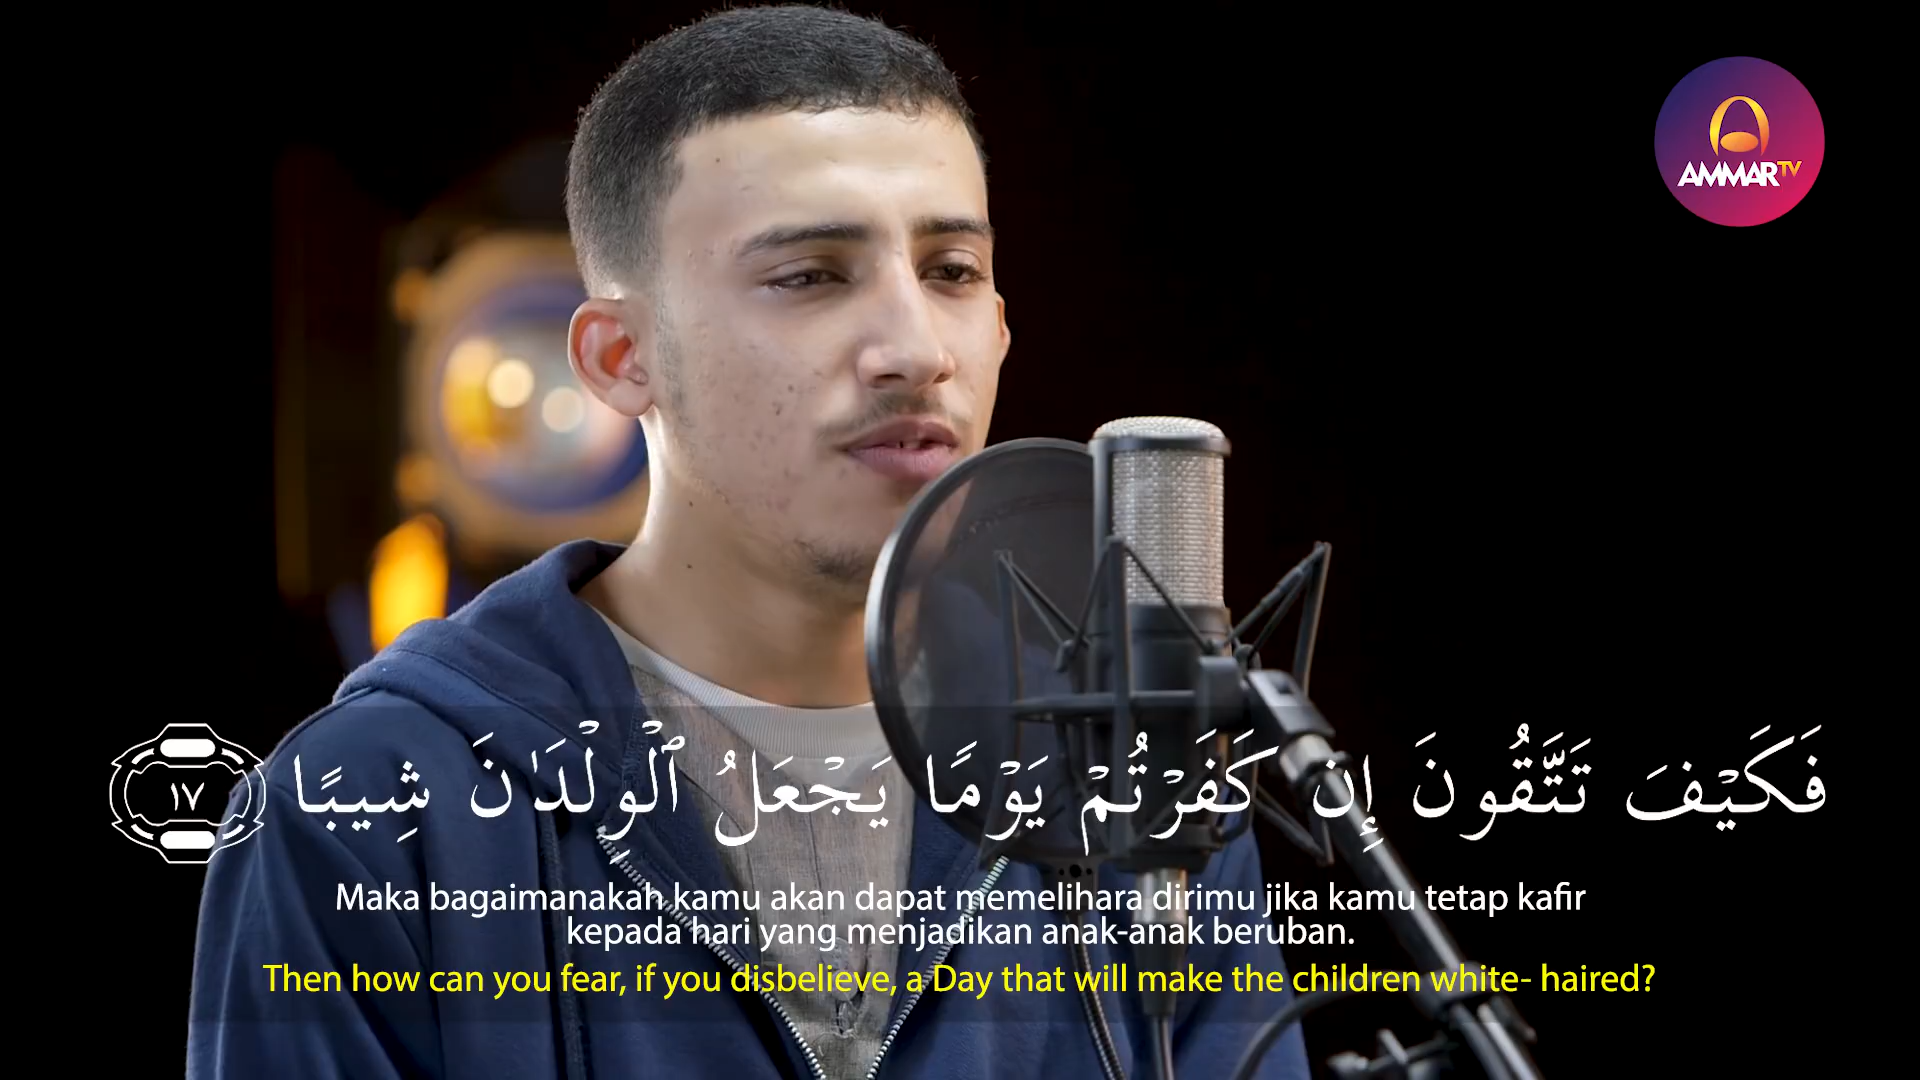 AMMARTV
فَكَيْفَ تَتَّقُونَ إِن كَفَرْتُمْ يَوْمًا يَجْعَلُ ٱلْوِلْدَٰنَ شِيبًا ١٧
Maka bagaimanakah kamu akan dapat memelihara dirimu jika kamu tetap kafir
kepada hari yang menjadikan anak-anak beruban.
Then how can you fear, if you disbelieve, a Day that will make the children white- haired?